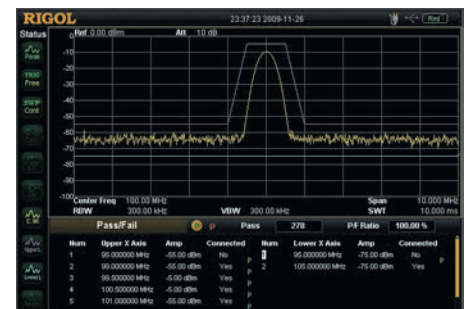 RIGOL 23:37:23 2009-11-26 Rmt
Status Ref 0.00 dBm Att 10 dB
Peak
TRIG
Free
SWP
Cont
C.W.
0
-10
-20
-30
-40
-50
-60
-70
-80
-90
-100
Center Freq 100.00 MHz Span 10.000 MHz
RBW 300.00 kHz VBW 300.00 kHz SWT 10.000 ms
Pass/Fail P Pass 278 P/F Ratio 100.00 %
Num Upper X Axis Amp Connected Num Lower X Axis Amp Connected
1 95.000000 MHz -55.00 dBm No 1 95.000000 MHz -75.00 dBm No
2 99.000000 MHz -55.00 dBm Yes 2 105.000000 MHz -75.00 dBm Yes
3 99.500000 MHz -5.00 dBm Yes
4 100.500000 MHz -5.00 dBm Yes
5 101.000000 MHz -55.00 dBm Yes